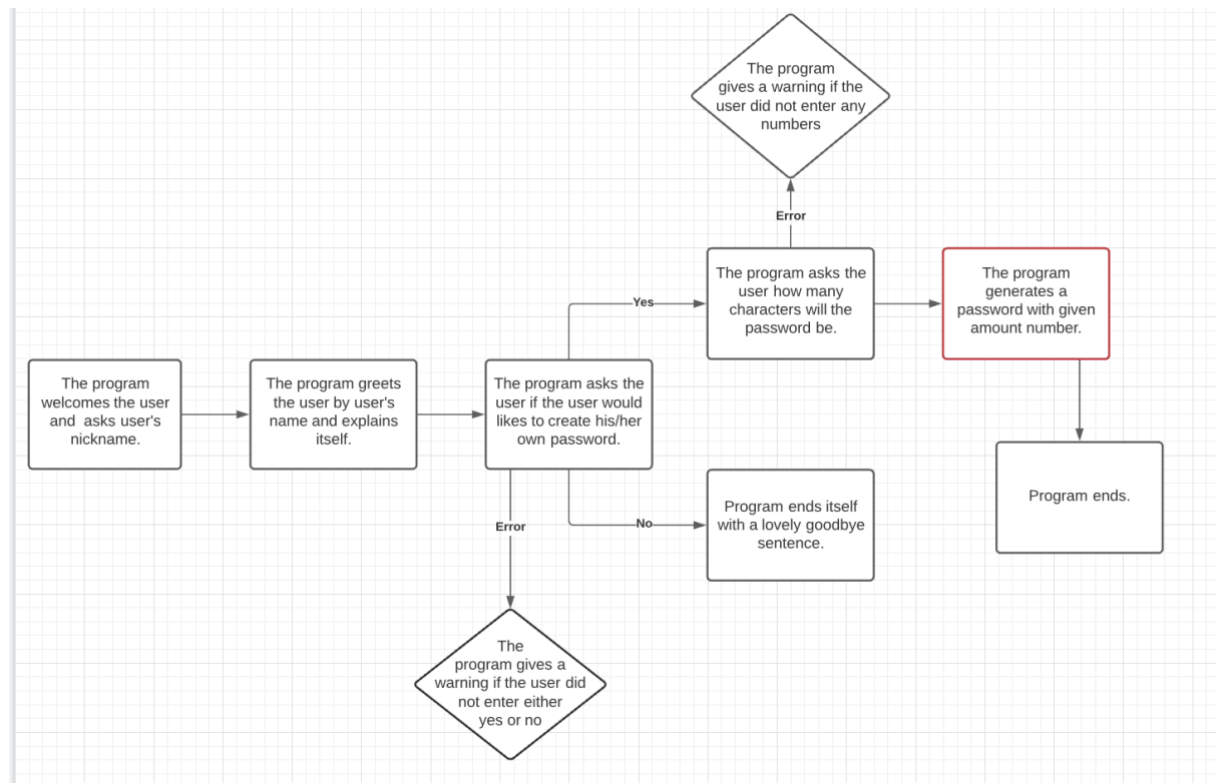 The program
gives a warning if the
user did not enter any
numbers
Error
The program asks the
user how many
characters will the
password be.
The program
generates a
password with given
amount number.
Yes
The program
welcomes the user
and asks user's
nickname.
The program greets
the user by user's
name and explains
itself.
The program asks the
user if the user would
likes to create his/her
own password.
Program ends.
Program ends itself
with a lovely goodbye
sentence.
No
Error
The
program gives a
warning if the user did
not enter either
yes or no